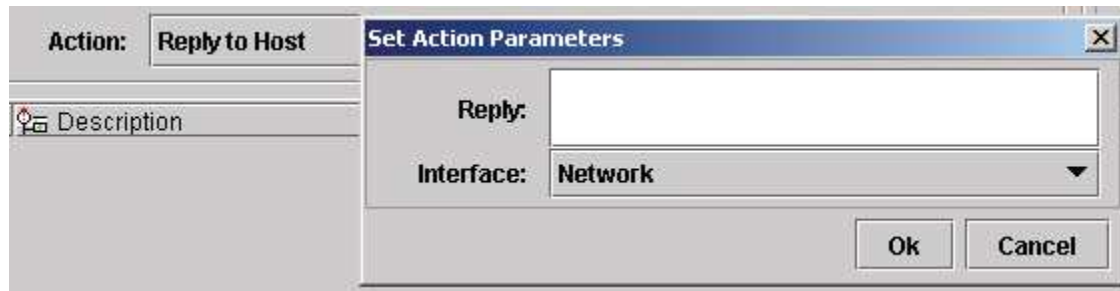 Action: Reply to Host
Set Action Parameters
Reply:
Description
Interface: Network
Ok Cancel